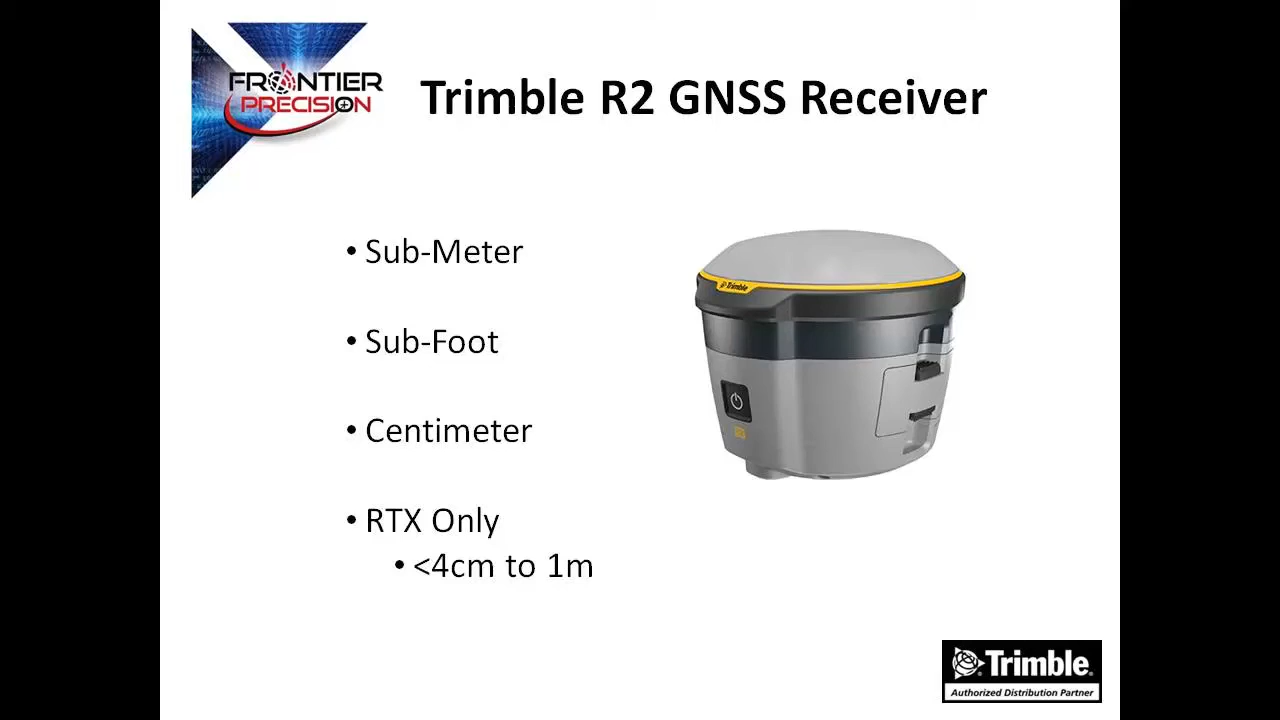 FRONTIER
PRECISION
Trimble R2 GNSS Receiver
• Sub-Meter
• Sub-Foot
• Centimeter
• RTX Only
• <4cm to 1m
Trimble
Trimble.
Authorized Distribution Partner